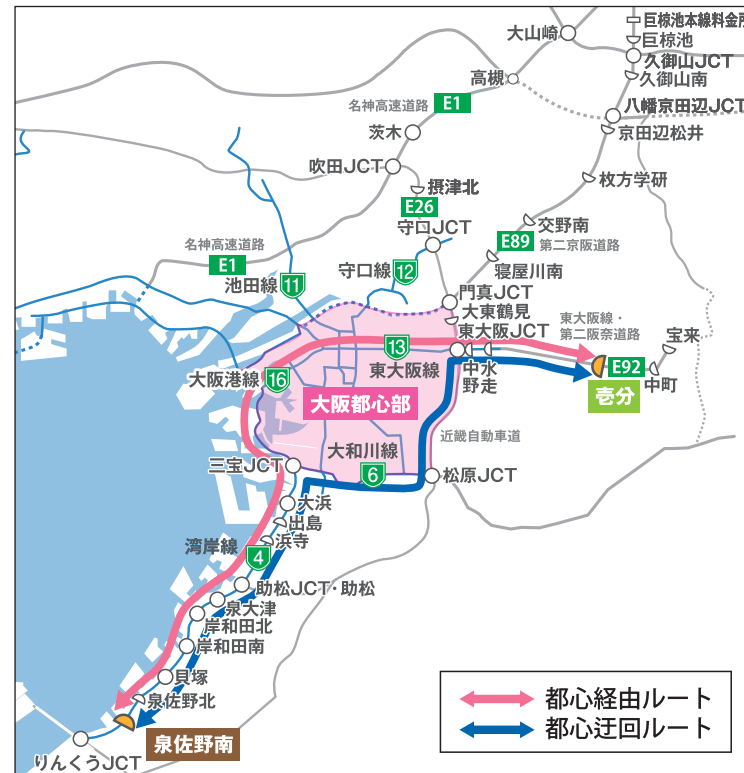 巨椋池本線料金所
大山崎
巨椋池
久御山JCT
高槻
久御山南
名神高速道路
E1
八幡京田辺JCT
茨木
京田辺松井
吹田JCT
枚方学研
摂津北
E26
交野南
守口JCT
E89
第二京阪道路
名神高速道路
E1
守口線
12
寝屋川南
池田線
11
門真JCT
大東鶴見
東大阪JCT
東大阪線・
第二阪奈道路
宝来
13
東大阪線
中野
水走
E92
中町
壱分
大阪港線
16
大阪都心部
近畿自動車道
大和川線
6
三宝JCT
松原JCT
大浜
出島
浜寺
湾岸線
4
助松JCT・助松
泉大津
岸和田北
岸和田南
貝塚
泉佐野北
泉佐野南
りんくうJCT
都心経由ルート
都心迂回ルート